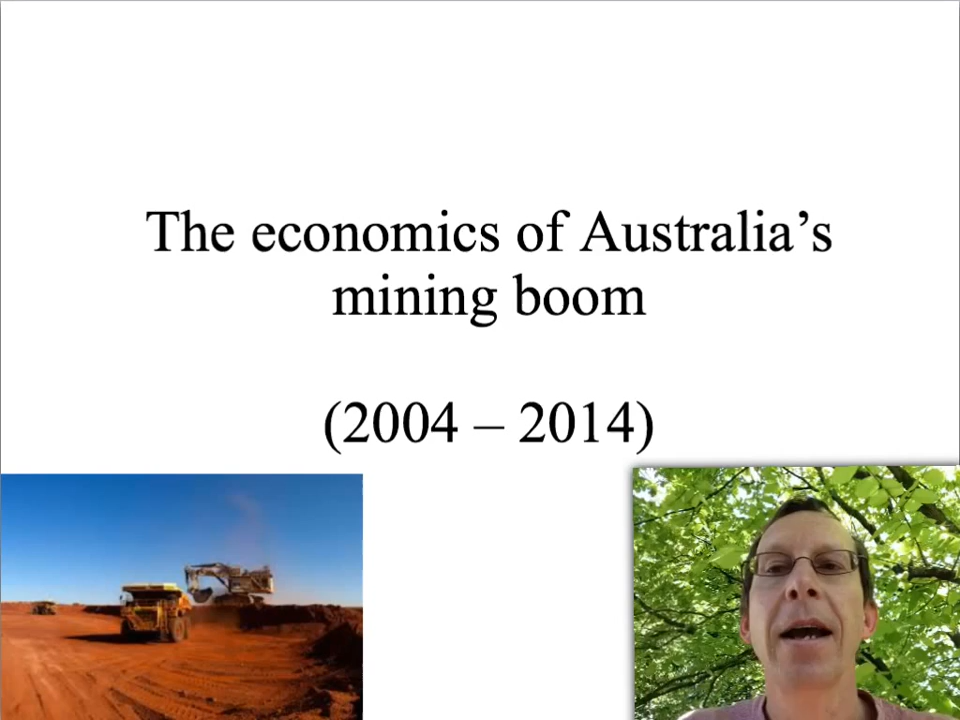 The economics of Australia’s
mining boom
(2004 – 2014)